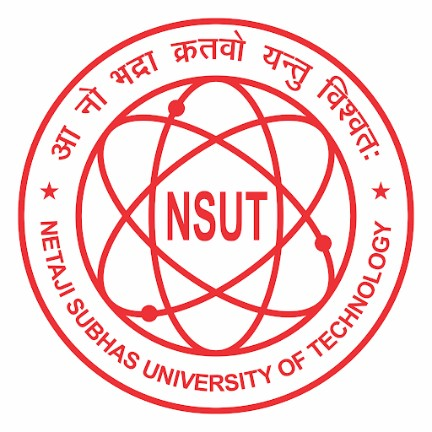 आ नो भद्रा क्रतवो यन्तु विश्वतः
NSUT
NETAJI SUBHAS UNIVERSITY OF TECHNOLOGY